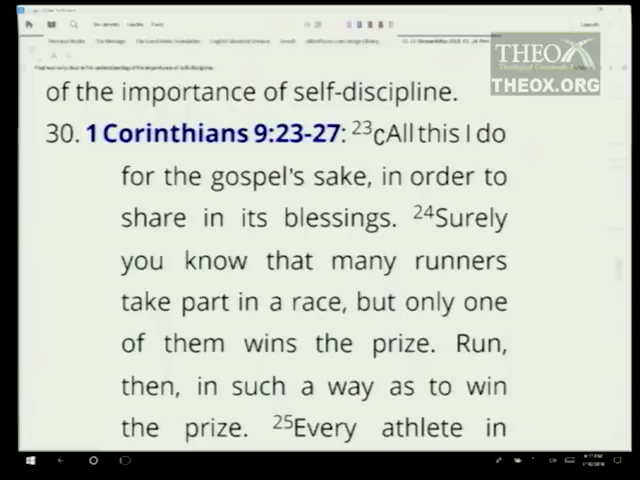 THEOX
THEOX.ORG
of the importance of self-discipline.
30. 1 Corinthians 9:23-27: 23cAll this I do
for the gospel's sake, in order to
share in its blessings. 24Surely
you know that many runners
take part in a race, but only one
of them wins the prize. Run,
then, in such a way as to win
the prize. 25Every athlete in